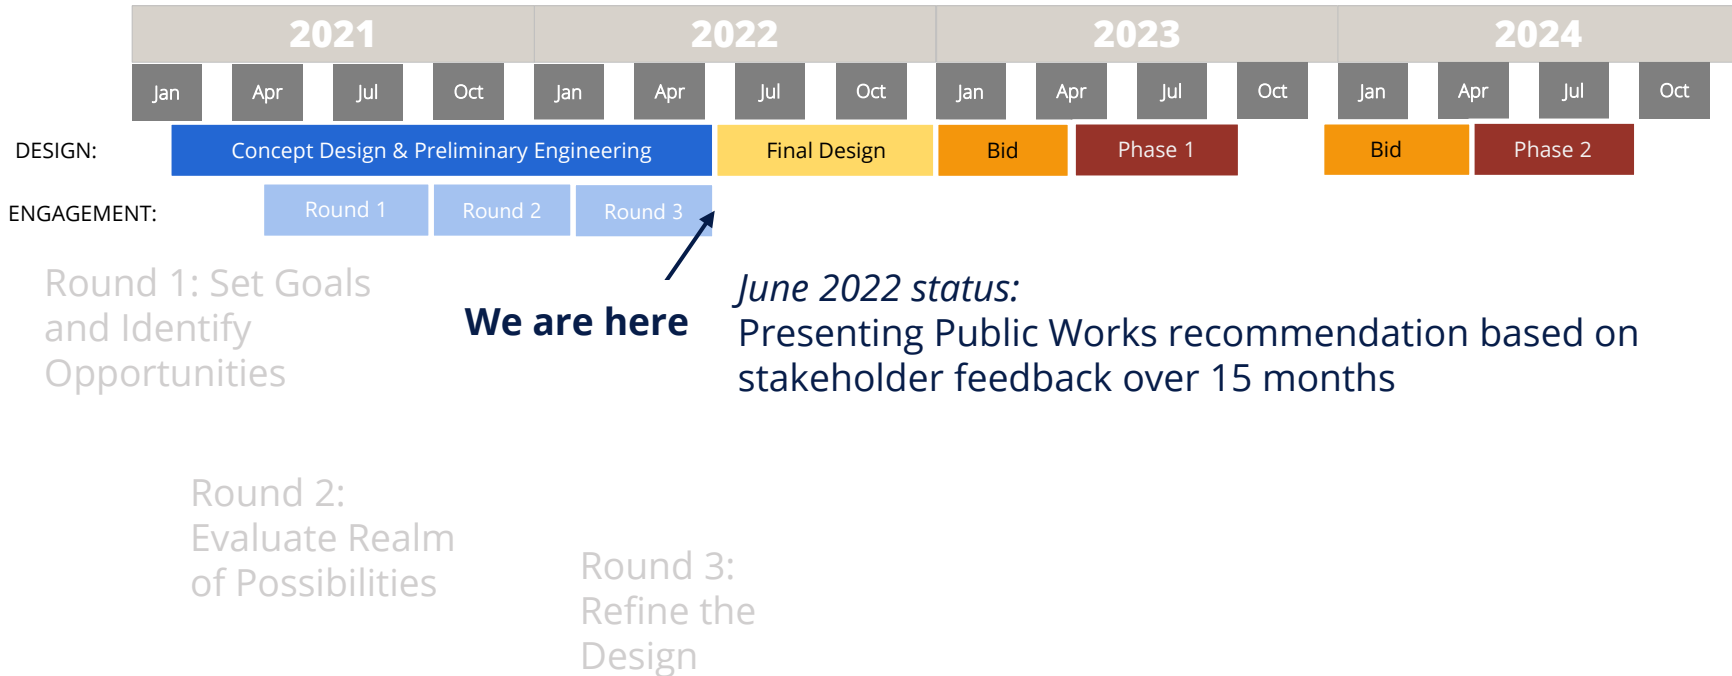 2021 2022 2023 2024
Jan Apr Jul Oct Jan Apr Jul Oct Jan Apr Jul Oct Jan Apr Jul Oct
DESIGN: Concept Design & Preliminary Engineering Final Design Bid Phase 1 Bid Phase 2
ENGAGEMENT: Round 1 Round 2 Round 3
Round 1: Set Goals
and Identify
Opportunities
We are here
June 2022 status:
Presenting Public Works recommendation based on
stakeholder feedback over 15 months
Round 2:
Evaluate Realm
of Possibilities
Round 3:
Refine the
Design